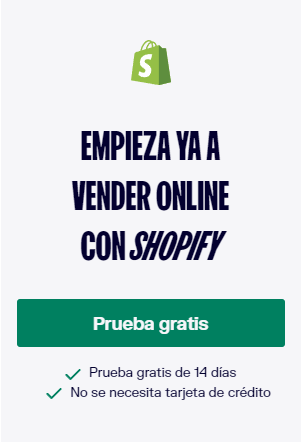 S
EMPIEZA YA A
VENDER ONLINE
CON SHOPIFY
Prueba gratis
Prueba gratis de 14 días
No se necesita tarjeta de crédito